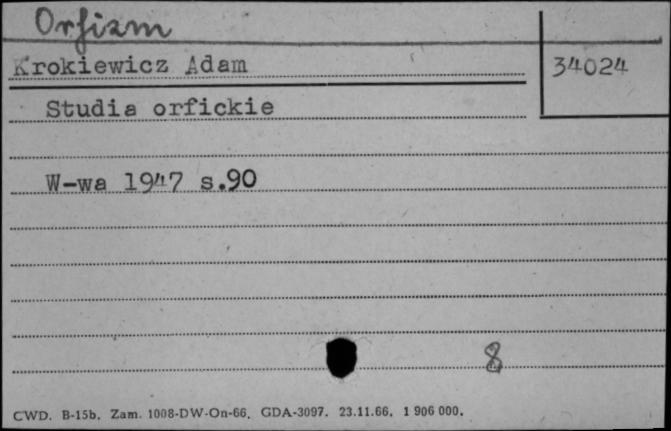 Orfizm
Krokiewicz Adam
34024
Studia orfickie
W-wa 1947 s.90
8
CWD. B-15b. Zam. 1008-DW-On-66. GDA-3097. 23.11.66. 1 906 000.